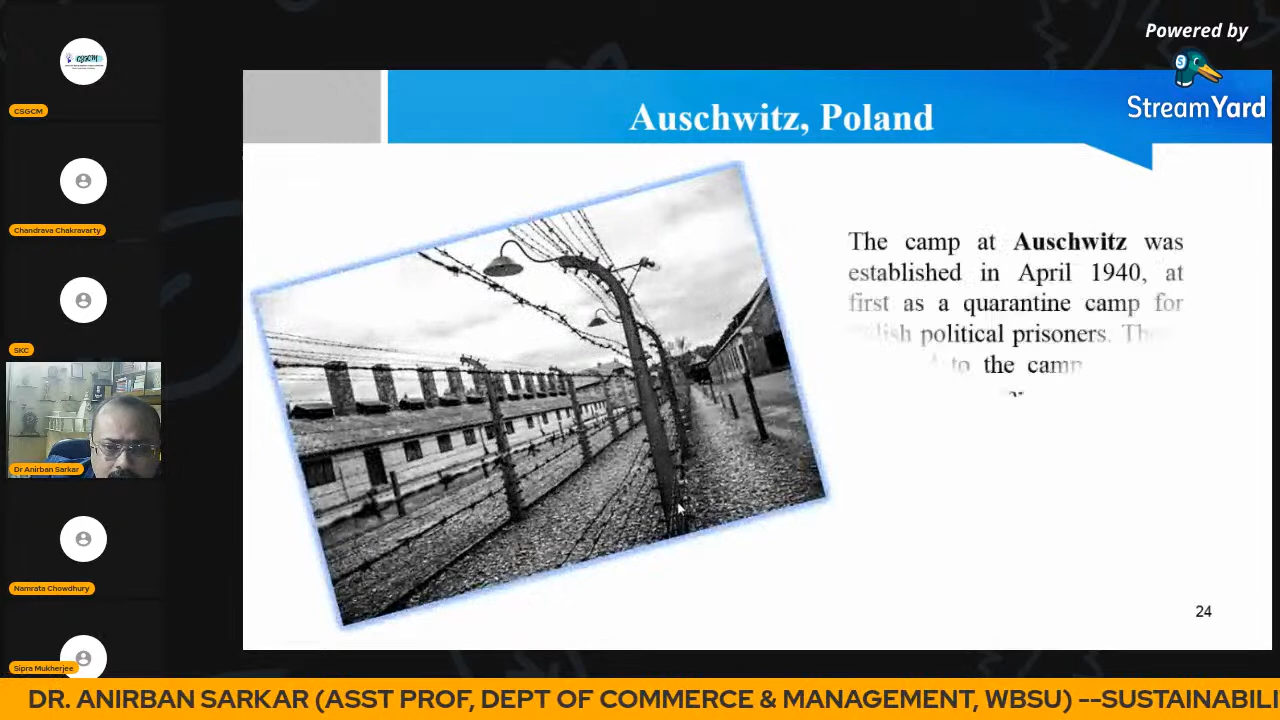 Powered by
StreamYard
CSGCM
Chandrava Chakravarty
SKC
Dr Anirban Sarkar
Namrata Chowdhury
Sipra Mukherjee
Auschwitz, Poland
The camp at Auschwitz was
established in April 1940, at
first as a quarantine camp for
political prisoners.
to the camp
24
DR. ANIRBAN SARKAR (ASST PROF, DEPT OF COMMERCE & MANAGEMENT, WBSU) --SUSTAINABILI